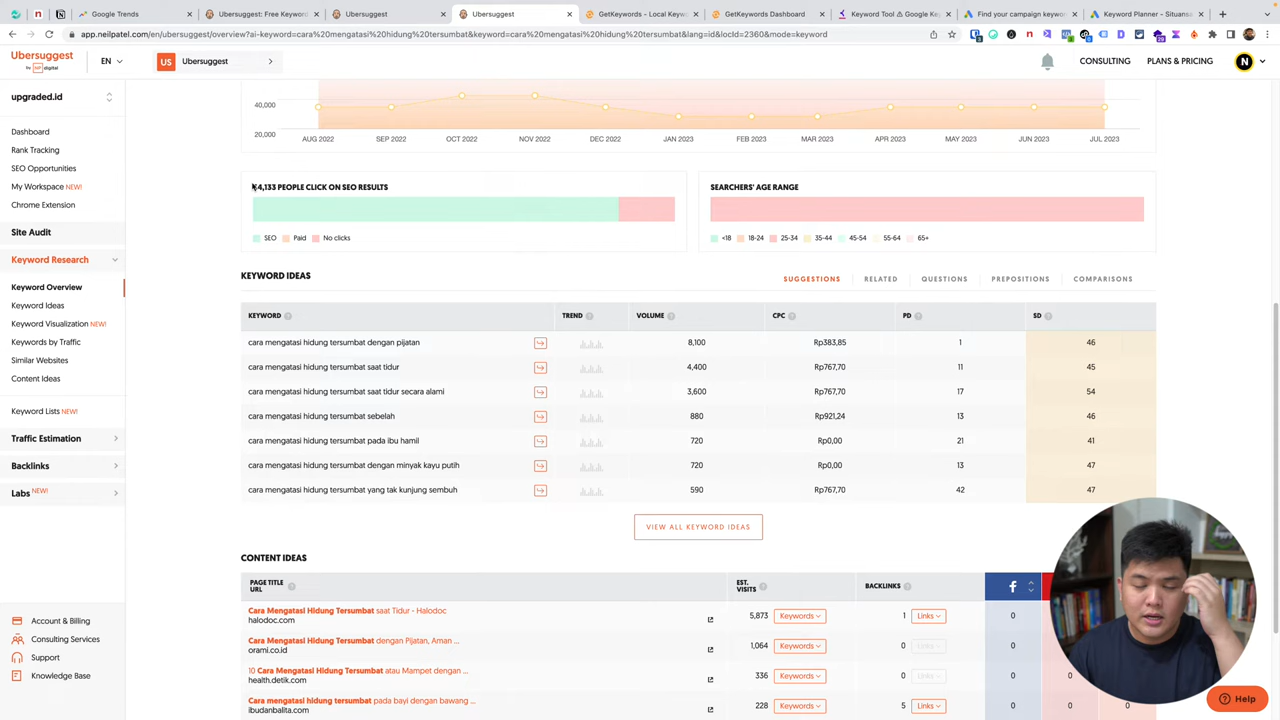 Google Trends
Ubersuggest: Free Keyword
Ubersuggest
Ubersuggest
GetKeywords - Local Keyw
GetKeywords Dashboard
Keyword Tool ⚠ Google Ke
Find your campaign keywo
Keyword Planner - Situansa
app.neilpatel.com/en/ubersuggest/overview?ai-keyword=cara%20mengatasi%20hidung%20tersumbat&keyword=cara%20mengatasi%20hidung%20tersumbat&lang=id&locId=2360&mode=keyword
Ubersuggest
by NP digital
EN
US
Ubersuggest
CONSULTING
PLANS & PRICING
N
upgraded.id
Dashboard
Rank Tracking
SEO Opportunities
My Workspace NEW!
Chrome Extension
Site Audit
Keyword Research
Keyword Overview
Keyword Ideas
Keyword Visualization NEW!
Keywords by Traffic
Similar Websites
Content Ideas
Keyword Lists NEW!
Traffic Estimation
Backlinks
Labs NEW!
Account & Billing
Consulting Services
Support
Knowledge Base
40,000
20,000
AUG 2022 SEP 2022 OCT 2022 NOV 2022 DEC 2022 JAN 2023 FEB 2023 MAR 2023 APR 2023 MAY 2023 JUN 2023 JUL 2023
4,133 PEOPLE CLICK ON SEO RESULTS
SEO Paid No clicks
SEARCHERS' AGE RANGE
<18 18-24 25-34 35-44 45-54 55-64 65+
KEYWORD IDEAS
SUGGESTIONS RELATED QUESTIONS PREPOSITIONS COMPARISONS
KEYWORD TREND VOLUME CPC PD SD
cara mengatasi hidung tersumbat dengan pijatan 8,100 Rp383,85 1 46
cara mengatasi hidung tersumbat saat tidur 4,400 Rp767,70 11 45
cara mengatasi hidung tersumbat saat tidur secara alami 3,600 Rp767,70 17 54
cara mengatasi hidung tersumbat sebelah 880 Rp921,24 13 46
cara mengatasi hidung tersumbat pada ibu hamil 720 Rp0,00 21 41
cara mengatasi hidung tersumbat dengan minyak kayu putih 720 Rp0,00 13 47
cara mengatasi hidung tersumbat yang tak kunjung sembuh 590 Rp767,70 42 47
VIEW ALL KEYWORD IDEAS
CONTENT IDEAS
PAGE TITLE
URL
EST.
VISITS
BACKLINKS
f
Cara Mengatasi Hidung Tersumbat saat Tidur - Halodoc
halodoc.com
5,873 Keywords 1 Links 0
Cara Mengatasi Hidung Tersumbat dengan Pijatan, Aman ...
orami.co.id
1,064 Keywords 0 Links 0
10 Cara Mengatasi Hidung Tersumbat atau Mampet dengan ...
health.detik.com
336 Keywords 0 Links 0
Cara mengatasi hidung tersumbat pada bayi dengan bawang ...
ibudanbalita.com
228 Keywords 5 Links 0 0 0
Help